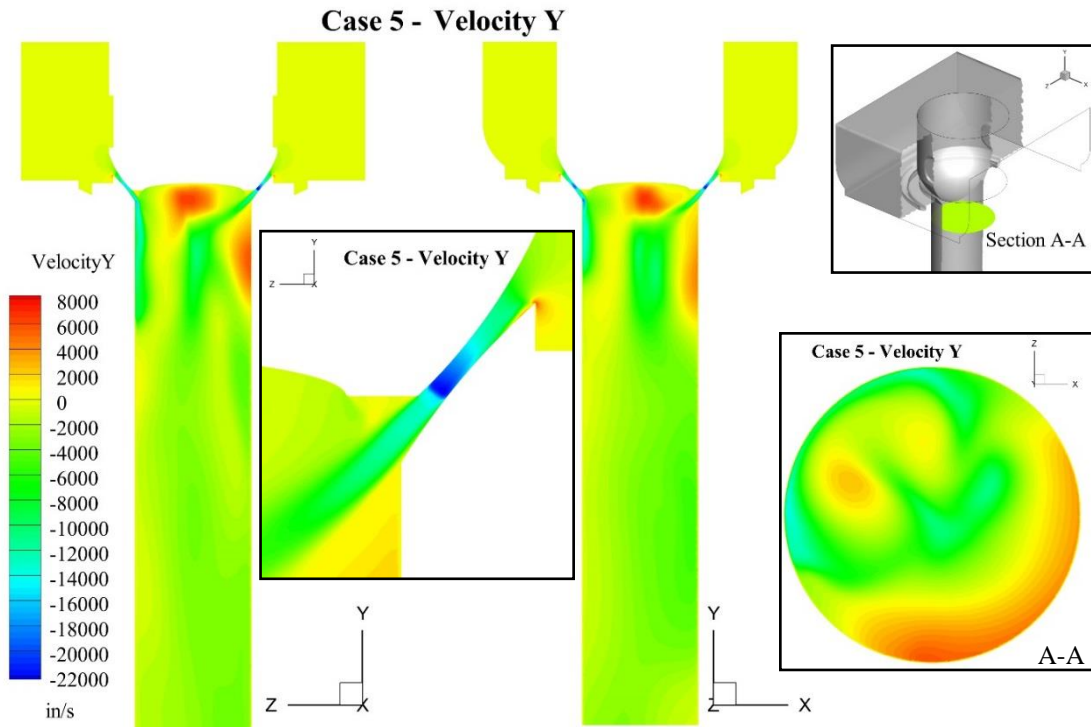 Case 5 - Velocity Y
Y
Z
X
Section A-A
VelocityY
8000
6000
4000
2000
0
-2000
-4000
-6000
-8000
-10000
-12000
-14000
-16000
-18000
-20000
-22000
in/s
Y
Z
X
Case 5 - Velocity Y
Case 5 - Velocity Y
Z
Y
X
A-A
Y
Z
X
Y
Z
X